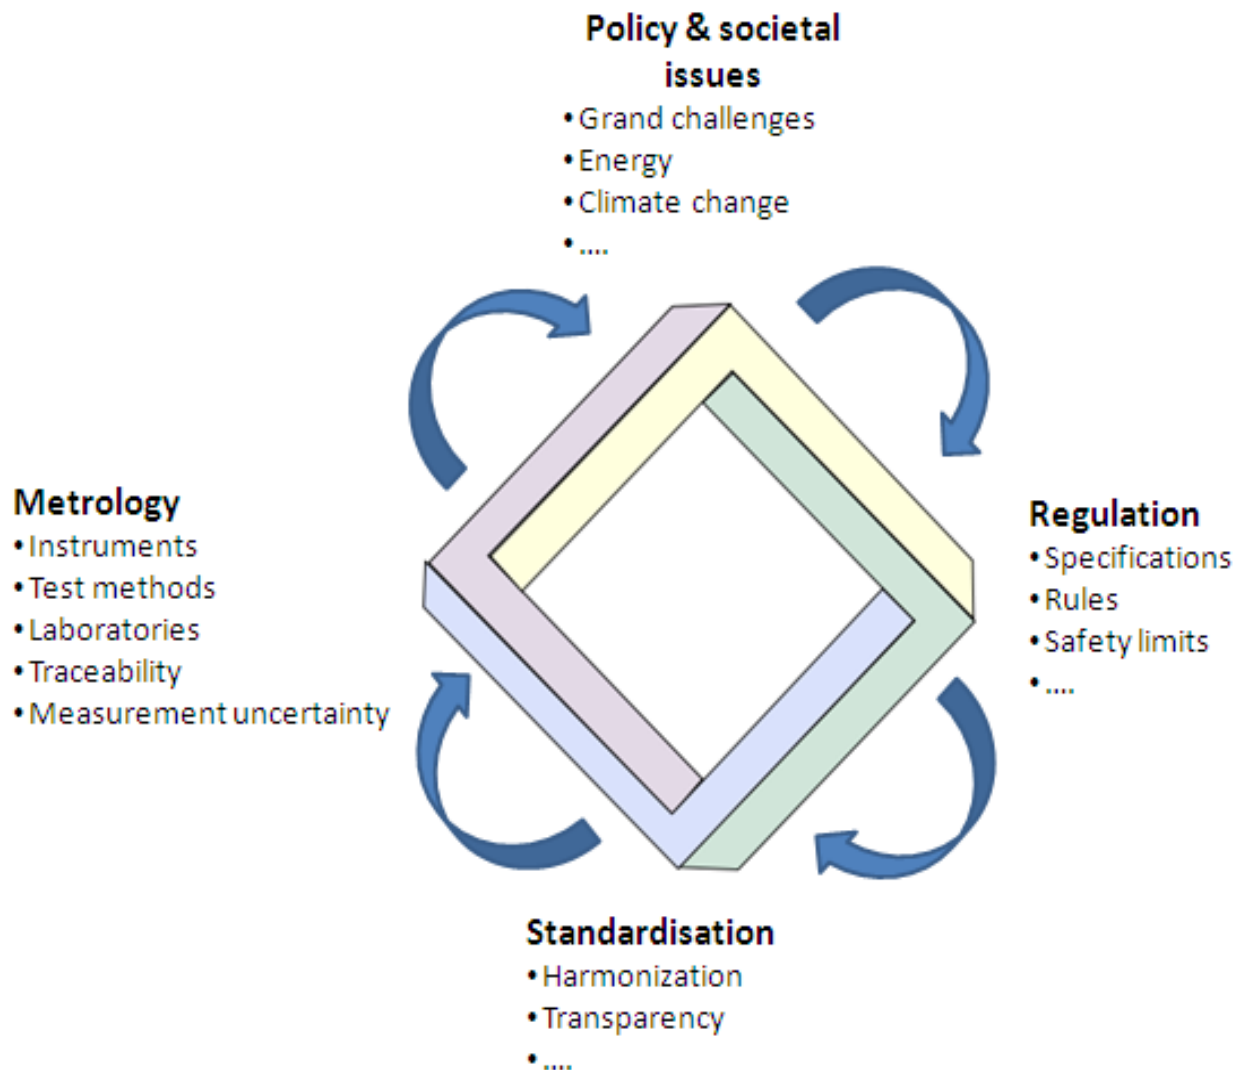 Policy & societal
issues
• Grand challenges
• Energy
• Climate change
• ....
Metrology
• Instruments
• Test methods
• Laboratories
• Traceability
• Measurement uncertainty
Regulation
• Specifications
• Rules
• Safety limits
• ....
Standardisation
• Harmonization
• Transparency
• ....